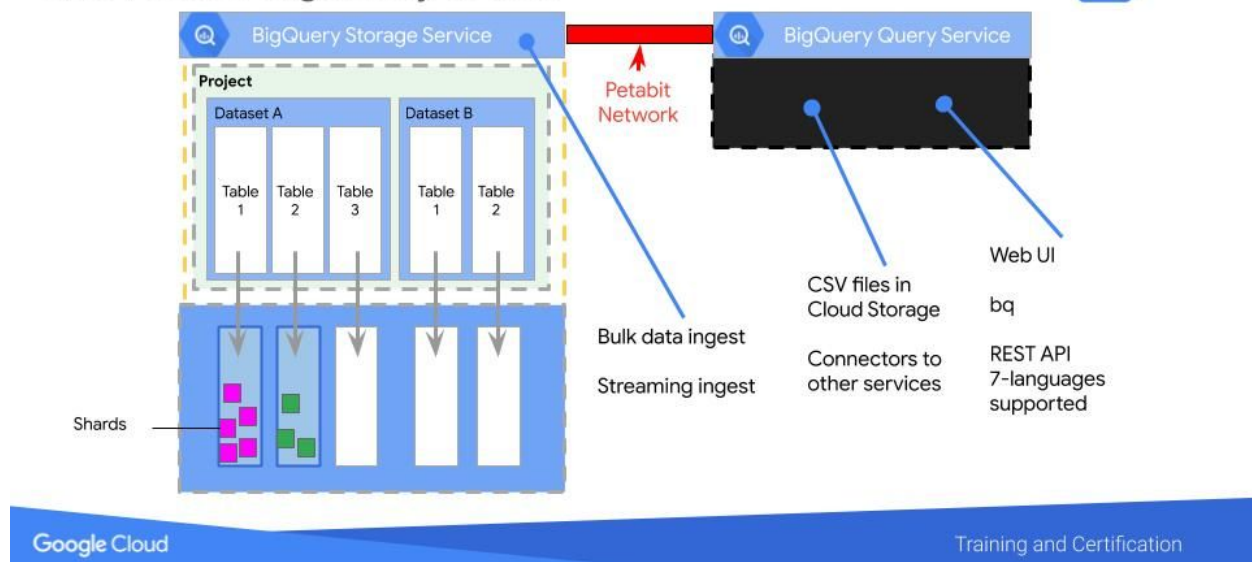 BigQuery Storage Service
BigQuery Query Service
Project
Petabit
Network
Dataset A
Dataset B
Table
1
Table
2
Table
3
Table
1
Table
2
Web UI
CSV files in
Cloud Storage
bq
Bulk data ingest
Connectors to
other services
REST API
7-languages
supported
Streaming ingest
Shards
Google Cloud
Training and Certification